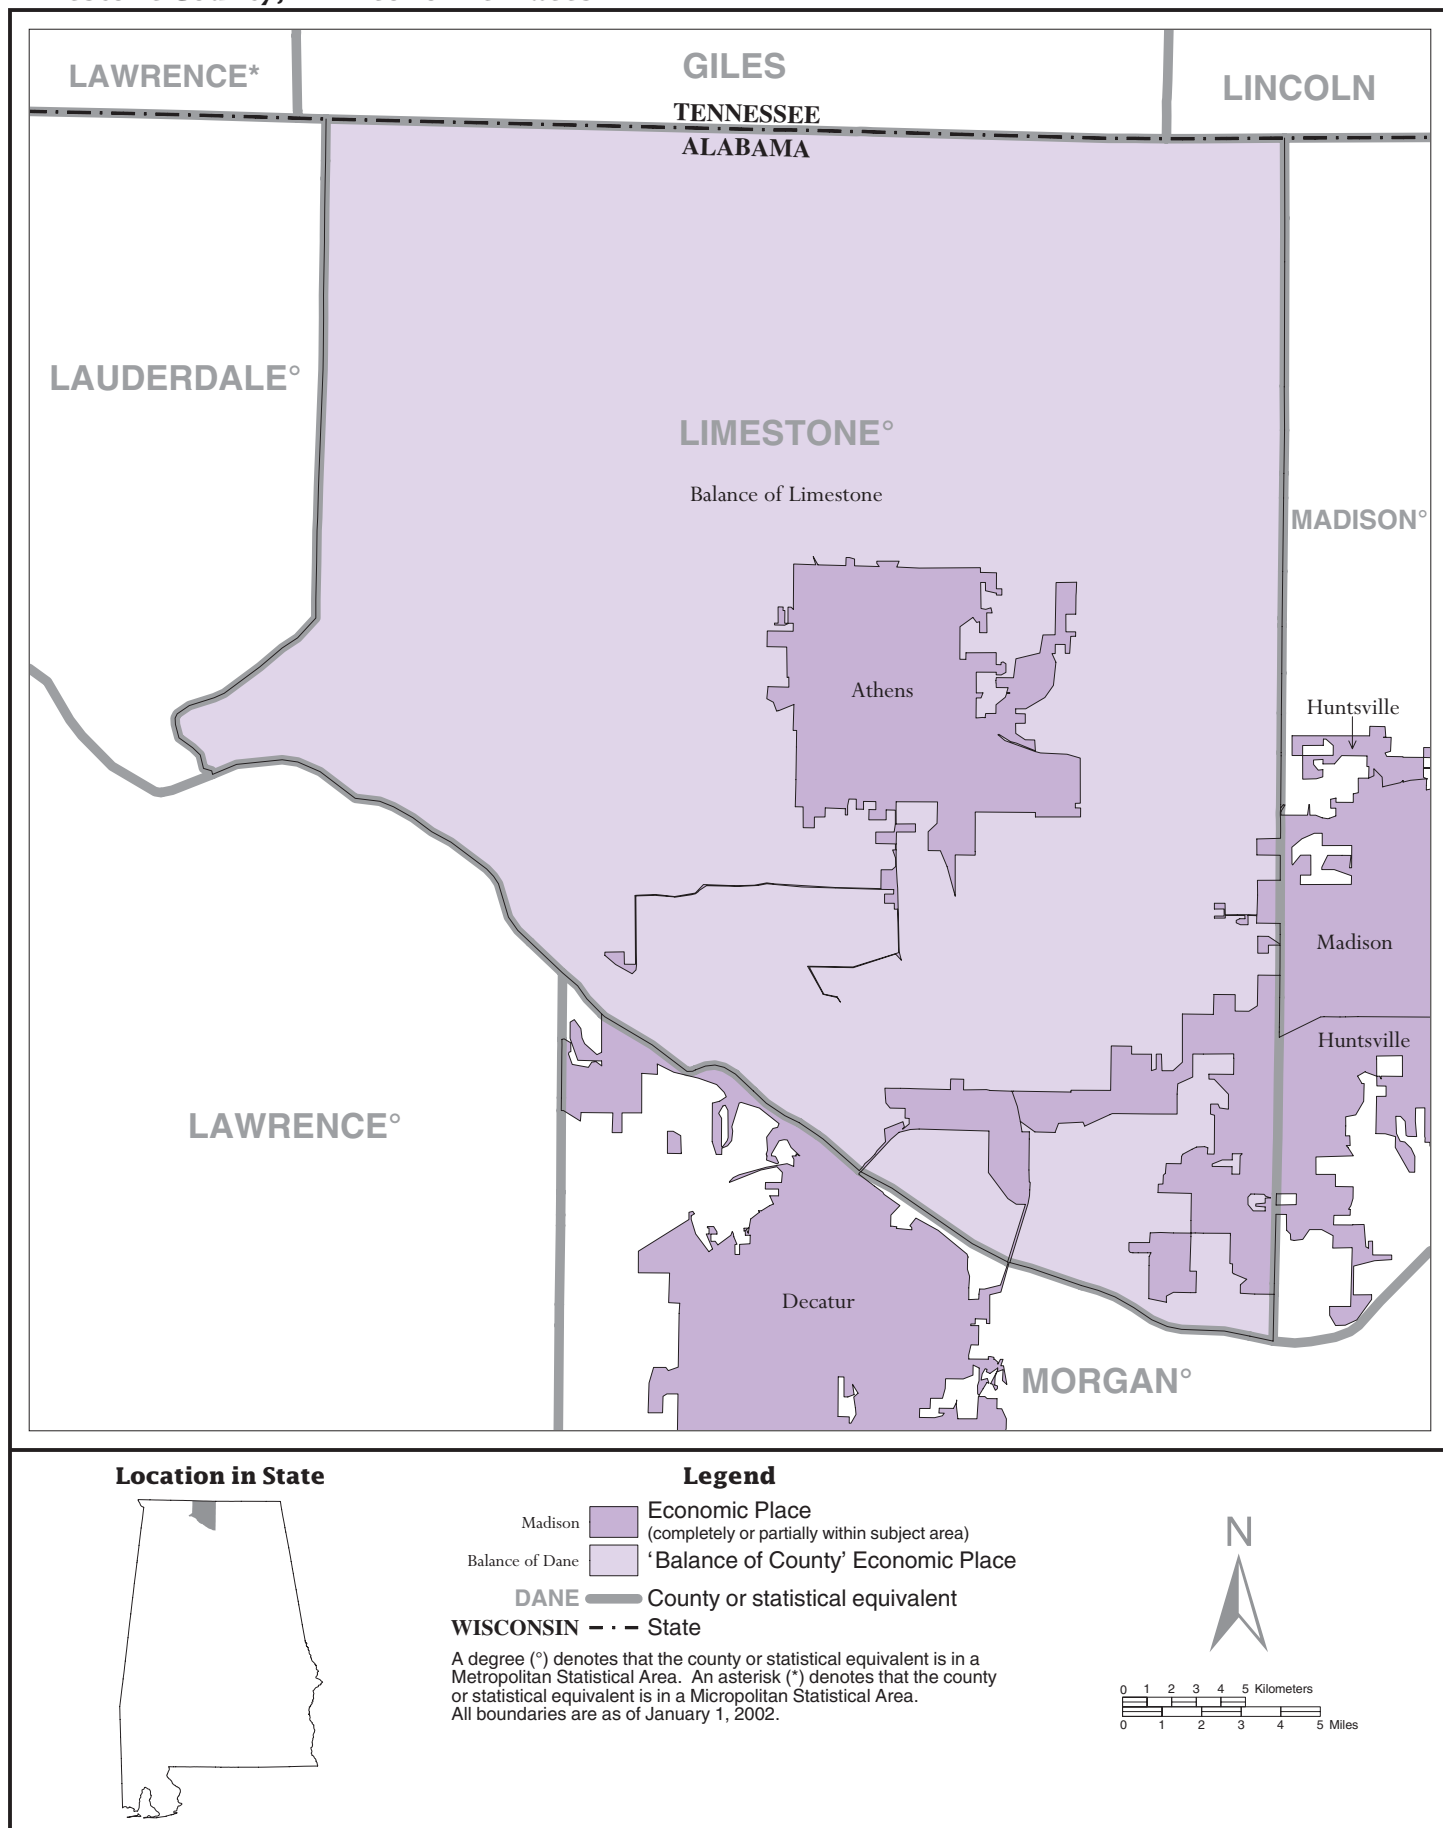 LAWRENCE*
GILES
LINCOLN
TENNESSEE
ALABAMA
LAUDERDALE°
LIMESTONE°
Balance of Limestone
MADISON°
Athens
Huntsville
Madison
Huntsville
LAWRENCE°
Decatur
MORGAN°
Location in State
Legend
Madison Economic Place
(completely or partially within subject area)
Balance of Dane 'Balance of County' Economic Place
DANE County or statistical equivalent
WISCONSIN State
A degree (°) denotes that the county or statistical equivalent is in a
Metropolitan Statistical Area. An asterisk (*) denotes that the county
or statistical equivalent is in a Micropolitan Statistical Area.
All boundaries are as of January 1, 2002.
N
0 1 2 3 4 5 Kilometers
0 1 2 3 4 5 Miles